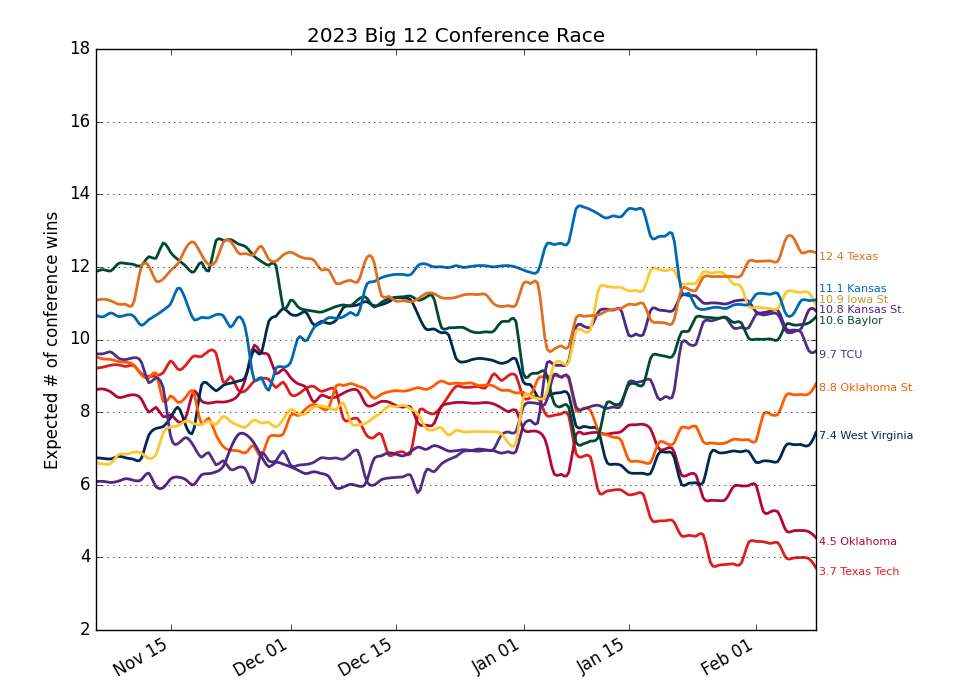 2023 Big 12 Conference Race
Expected # of conference wins
18
16
14
12
10
8
6
4
2
Nov 15
Dec 01
Dec 15
Jan 01
Jan 15
Feb 01
12.4 Texas
11.1 Kansas
10.9 Iowa St.
10.8 Kansas St.
10.6 Baylor
9.7 TCU
8.8 Oklahoma St.
7.4 West Virginia
4.5 Oklahoma
3.7 Texas Tech